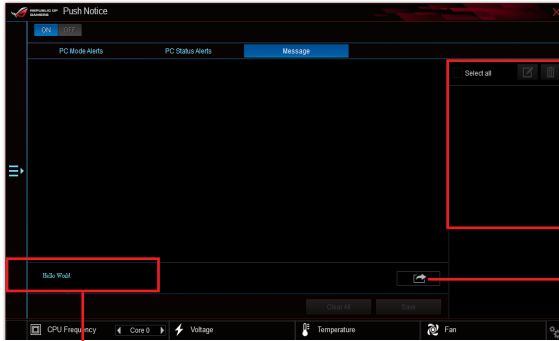 REPUBLIC OF GAMERS Push Notice
ON OFF
PC Mode Alerts PC Status Alerts Message
Select all
Hello World
Clear All Save
CPU Frequency Core 0 Voltage Temperature Fan